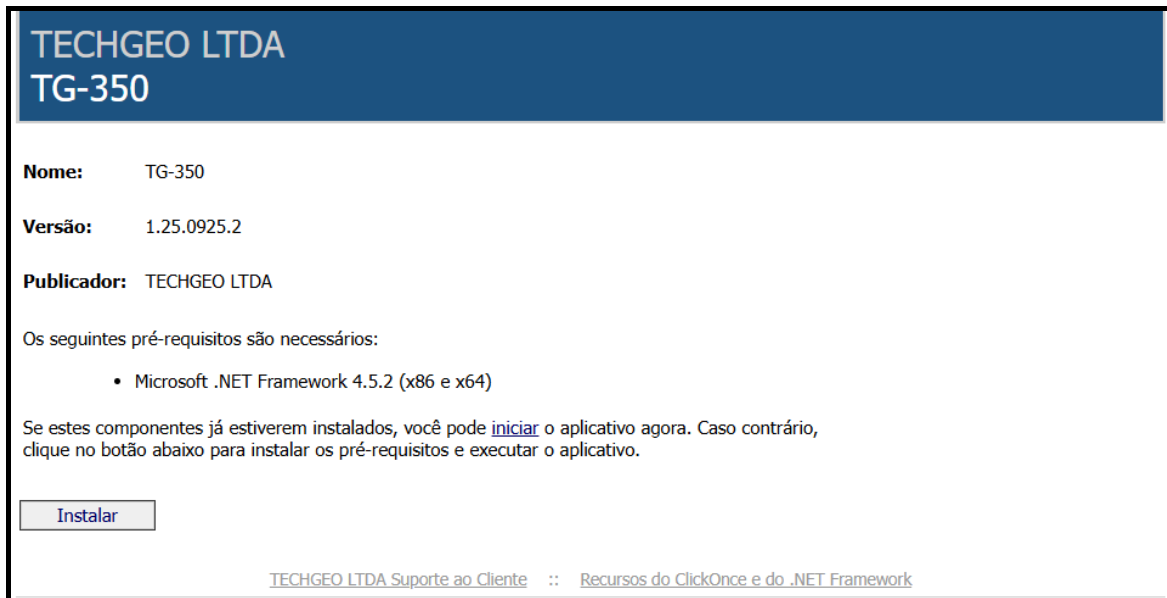 TECHGEO LTDA
TG-350
Nome: TG-350
Versão: 1.25.0925.2
Publicador: TECHGEO LTDA
Os seguintes pré-requisitos são necessários:
• Microsoft .NET Framework 4.5.2 (x86 e x64)
Se estes componentes já estiverem instalados, você pode iniciar o aplicativo agora. Caso contrário,
clique no botão abaixo para instalar os pré-requisitos e executar o aplicativo.
Instalar
TECHGEO LTDA Suporte ao Cliente :: Recursos do ClickOnce e do .NET Framework